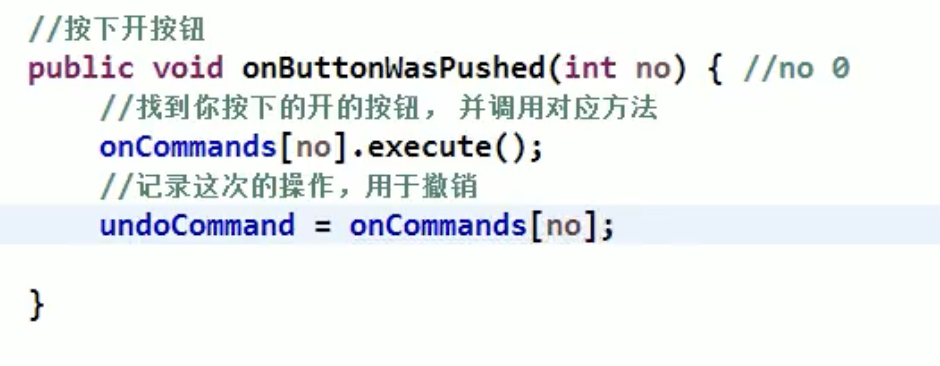 //按下开按钮
public void onButtonWasPushed(int no) { //no 0
//找到你按下的开的按钮， 并调用对应方法
onCommands[no].execute();
//记录这次的操作，用于撤销
undoCommand = onCommands[no];
}